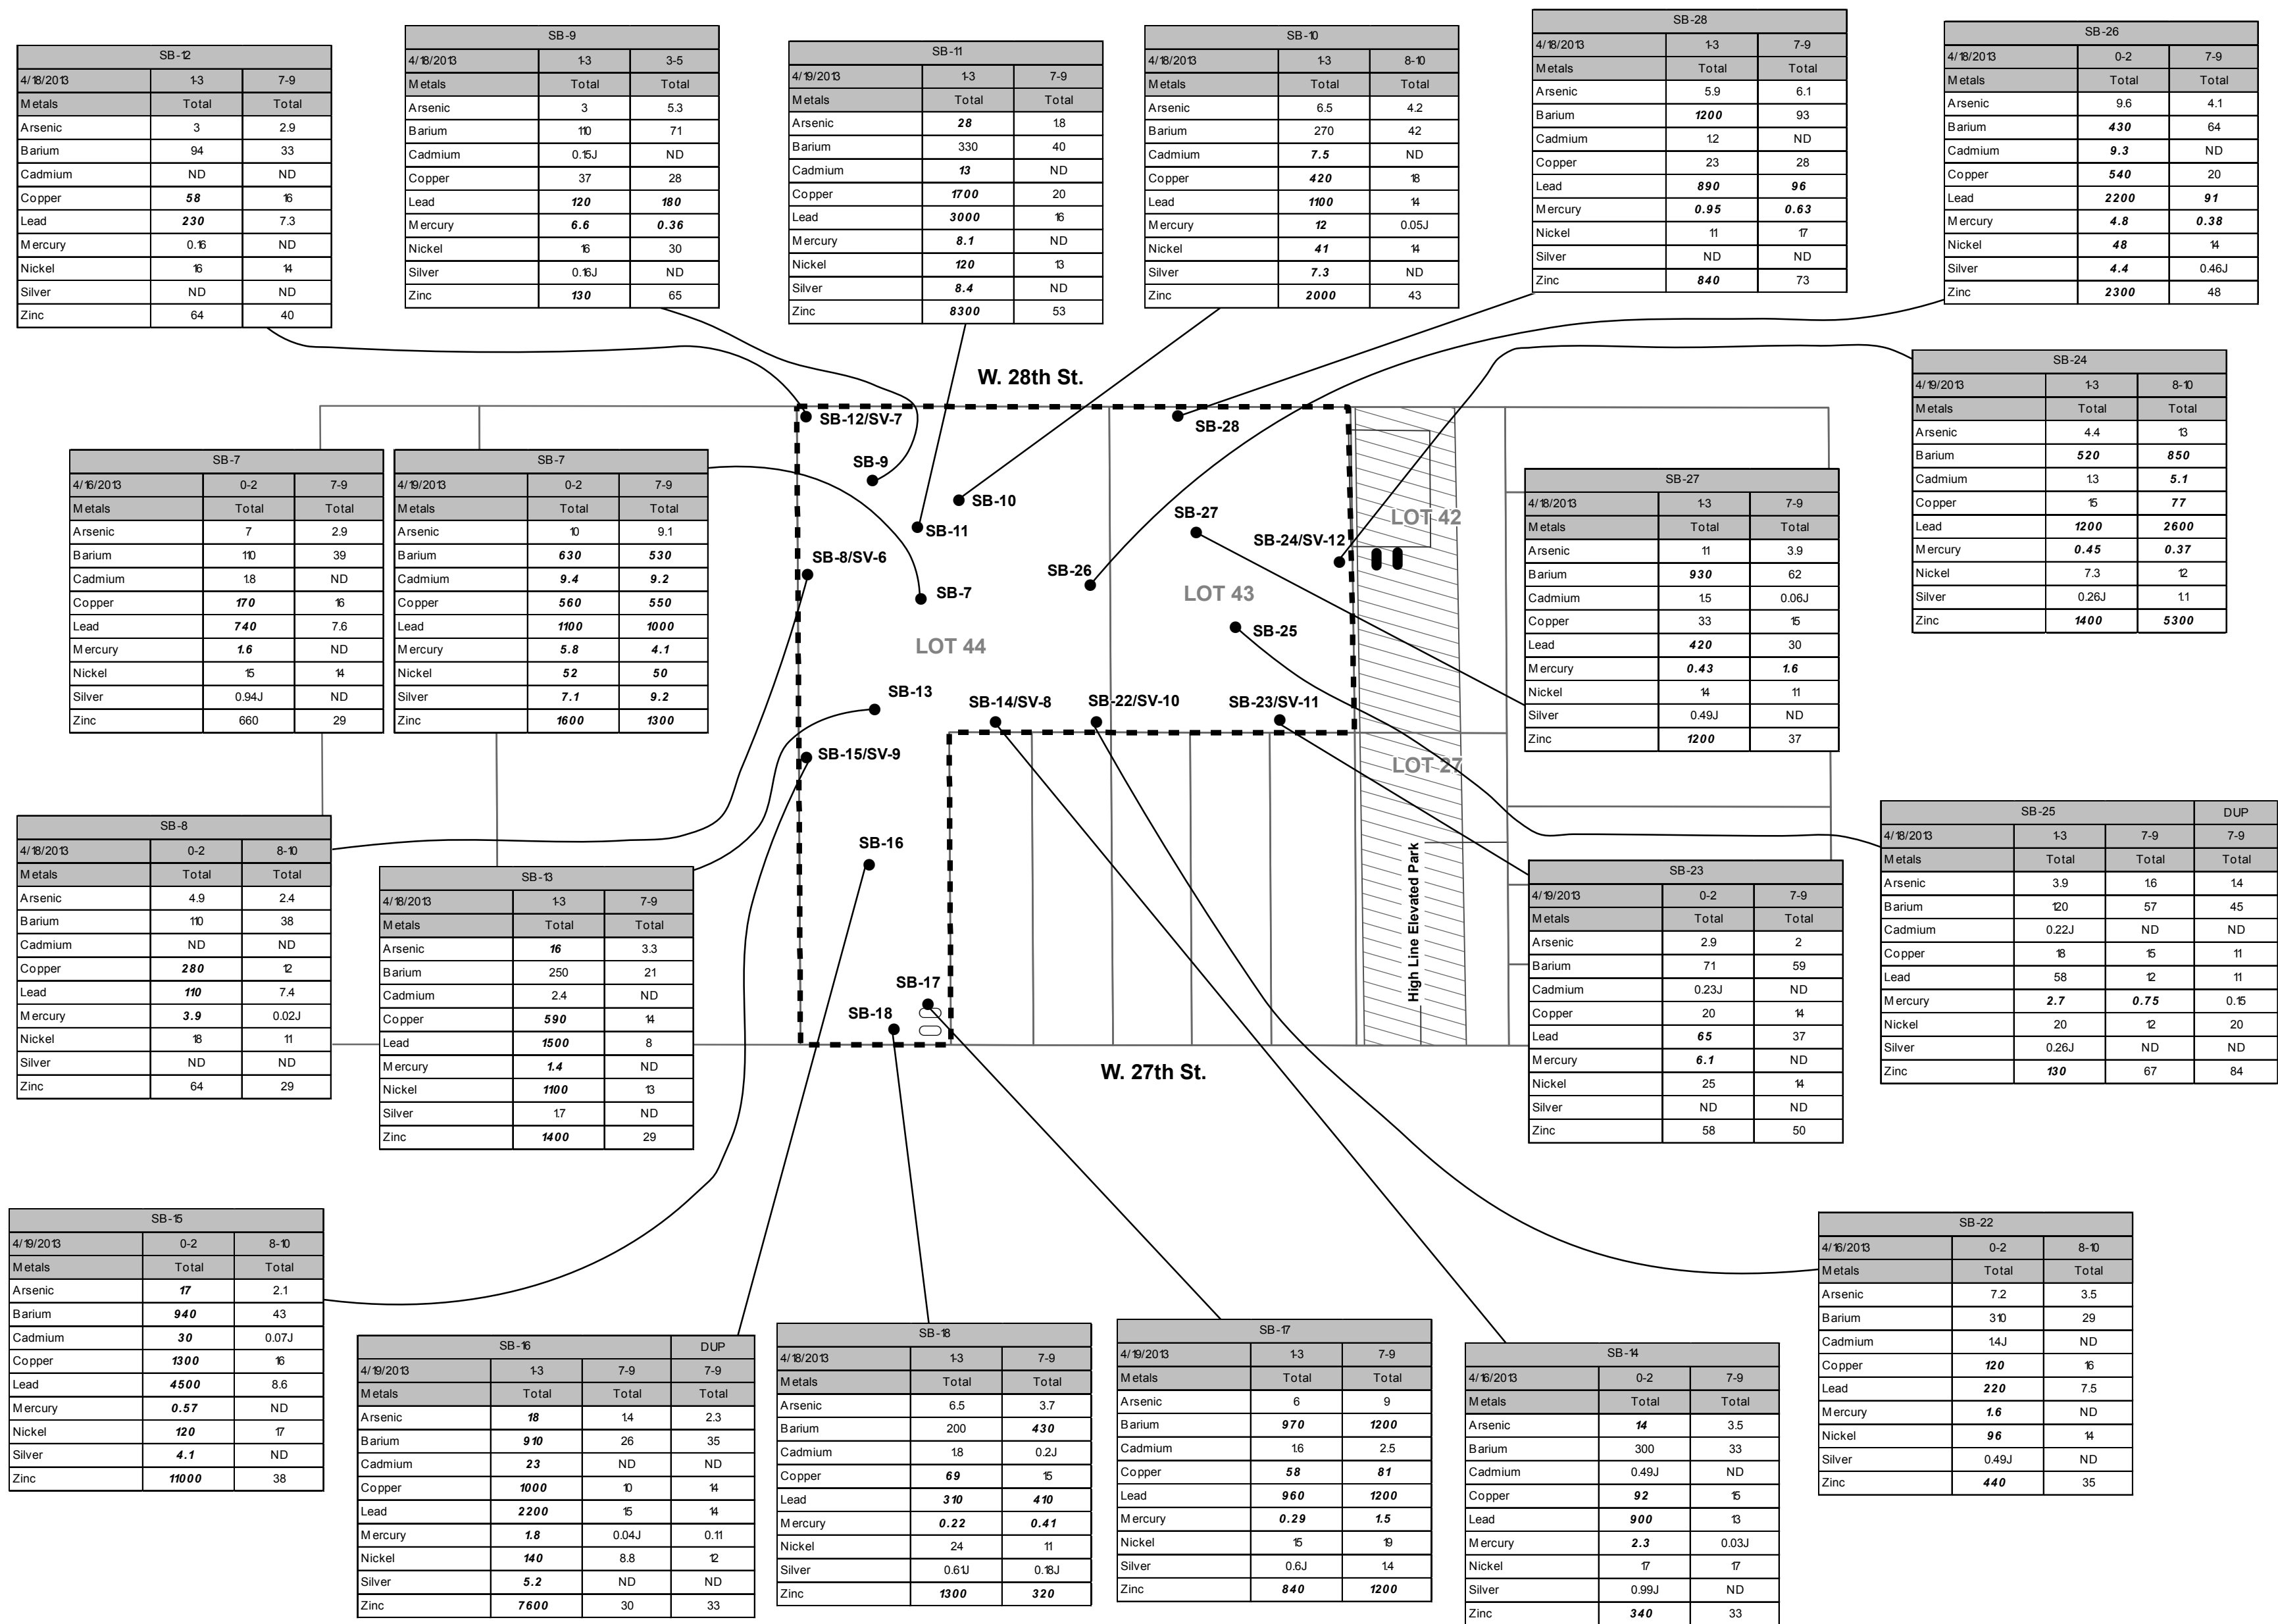 SB-12
4/18/2013 1-3 7-9
Metals Total Total
Arsenic 3 2.9
Barium 94 33
Cadmium ND ND
Copper 58 16
Lead 230 7.3
Mercury 0.16 ND
Nickel 16 14
Silver ND ND
Zinc 64 40
SB-9
4/18/2013 1-3 3-5
Metals Total Total
Arsenic 3 5.3
Barium 110 71
Cadmium 0.15J ND
Copper 37 28
Lead 120 180
Mercury 6.6 0.36
Nickel 16 30
Silver 0.16J ND
Zinc 130 65
SB-11
4/19/2013 1-3 7-9
Metals Total Total
Arsenic 28 1.8
Barium 330 40
Cadmium 13 ND
Copper 1700 20
Lead 3000 16
Mercury 8.1 ND
Nickel 120 13
Silver 8.4 ND
Zinc 8300 53
SB-10
4/18/2013 1-3 8-10
Metals Total Total
Arsenic 6.5 4.2
Barium 270 42
Cadmium 7.5 ND
Copper 420 18
Lead 1100 14
Mercury 12 0.05J
Nickel 41 14
Silver 7.3 ND
Zinc 2000 43
SB-28
4/18/2013 1-3 7-9
Metals Total Total
Arsenic 5.9 6.1
Barium 1200 93
Cadmium 1.2 ND
Copper 23 28
Lead 890 96
Mercury 0.95 0.63
Nickel 11 17
Silver ND ND
Zinc 840 73
SB-26
4/18/2013 0-2 7-9
Metals Total Total
Arsenic 9.6 4.1
Barium 430 64
Cadmium 9.3 ND
Copper 540 20
Lead 2200 91
Mercury 4.8 0.38
Nickel 48 14
Silver 4.4 0.46J
Zinc 2300 48
SB-24
4/19/2013 1-3 8-10
Metals Total Total
Arsenic 4.4 13
Barium 520 850
Cadmium 1.3 5.1
Copper 15 77
Lead 1200 2600
Mercury 0.45 0.37
Nickel 7.3 12
Silver 0.26J 1.1
Zinc 1400 5300
W. 28th St.
SB-12/SV-7
SB-28
SB-9
SB-10
SB-11
SB-27
LOT 42
SB-24/SV-12
SB-8/SV-6
SB-26
SB-7
LOT 43
SB-25
LOT 44
SB-13
SB-14/SV-8
SB-22/SV-10
SB-23/SV-11
SB-15/SV-9
LOT 27
SB-16
High Line Elevated Park
SB-17
SB-18
W. 27th St.
SB-7
4/16/2013 0-2 7-9
Metals Total Total
Arsenic 7 2.9
Barium 110 39
Cadmium 1.8 ND
Copper 170 16
Lead 740 7.6
Mercury 1.6 ND
Nickel 15 14
Silver 0.94J ND
Zinc 660 29
SB-7
4/19/2013 0-2 7-9
Metals Total Total
Arsenic 10 9.1
Barium 630 530
Cadmium 9.4 9.2
Copper 560 550
Lead 1100 1000
Mercury 5.8 4.1
Nickel 52 50
Silver 7.1 9.2
Zinc 1600 1300
SB-27
4/18/2013 1-3 7-9
Metals Total Total
Arsenic 11 3.9
Barium 930 62
Cadmium 1.5 0.06J
Copper 33 15
Lead 420 30
Mercury 0.43 1.6
Nickel 14 11
Silver 0.49J ND
Zinc 1200 37
SB-8
4/18/2013 0-2 8-10
Metals Total Total
Arsenic 4.9 2.4
Barium 110 38
Cadmium ND ND
Copper 280 12
Lead 110 7.4
Mercury 3.9 0.02J
Nickel 18 11
Silver ND ND
Zinc 64 29
SB-13
4/18/2013 1-3 7-9
Metals Total Total
Arsenic 16 3.3
Barium 250 21
Cadmium 2.4 ND
Copper 590 14
Lead 1500 8
Mercury 1.4 ND
Nickel 1100 13
Silver 1.7 ND
Zinc 1400 29
SB-23
4/19/2013 0-2 7-9
Metals Total Total
Arsenic 2.9 2
Barium 71 59
Cadmium 0.23J ND
Copper 20 14
Lead 65 37
Mercury 6.1 ND
Nickel 25 14
Silver ND ND
Zinc 58 50
SB-25 DUP
4/18/2013 1-3 7-9 7-9
Metals Total Total Total
Arsenic 3.9 1.6 1.4
Barium 120 57 45
Cadmium 0.22J ND ND
Copper 18 15 11
Lead 58 12 11
Mercury 2.7 0.75 0.15
Nickel 20 12 20
Silver 0.26J ND ND
Zinc 130 67 84
SB-15
4/19/2013 0-2 8-10
Metals Total Total
Arsenic 17 2.1
Barium 940 43
Cadmium 30 0.07J
Copper 1300 16
Lead 4500 8.6
Mercury 0.57 ND
Nickel 120 17
Silver 4.1 ND
Zinc 11000 38
SB-16 DUP
4/19/2013 1-3 7-9 7-9
Metals Total Total Total
Arsenic 18 1.4 2.3
Barium 910 26 35
Cadmium 23 ND ND
Copper 1000 10 14
Lead 2200 15 14
Mercury 1.8 0.04J 0.11
Nickel 140 8.8 12
Silver 5.2 ND ND
Zinc 7600 30 33
SB-18
4/18/2013 1-3 7-9
Metals Total Total
Arsenic 6.5 3.7
Barium 200 430
Cadmium 1.8 0.2J
Copper 69 15
Lead 310 410
Mercury 0.22 0.41
Nickel 24 11
Silver 0.61J 0.18J
Zinc 1300 320
SB-17
4/19/2013 1-3 7-9
Metals Total Total
Arsenic 6 9
Barium 970 1200
Cadmium 1.6 2.5
Copper 58 81
Lead 960 1200
Mercury 0.29 1.5
Nickel 15 19
Silver 0.6J 1.4
Zinc 840 1200
SB-14
4/16/2013 0-2 7-9
Metals Total Total
Arsenic 14 3.5
Barium 300 33
Cadmium 0.49J ND
Copper 92 15
Lead 900 13
Mercury 2.3 0.03J
Nickel 17 17
Silver 0.99J ND
Zinc 340 33
SB-22
4/16/2013 0-2 8-10
Metals Total Total
Arsenic 7.2 3.5
Barium 310 29
Cadmium 1.4J ND
Copper 120 16
Lead 220 7.5
Mercury 1.6 ND
Nickel 96 14
Silver 0.49J ND
Zinc 440 35